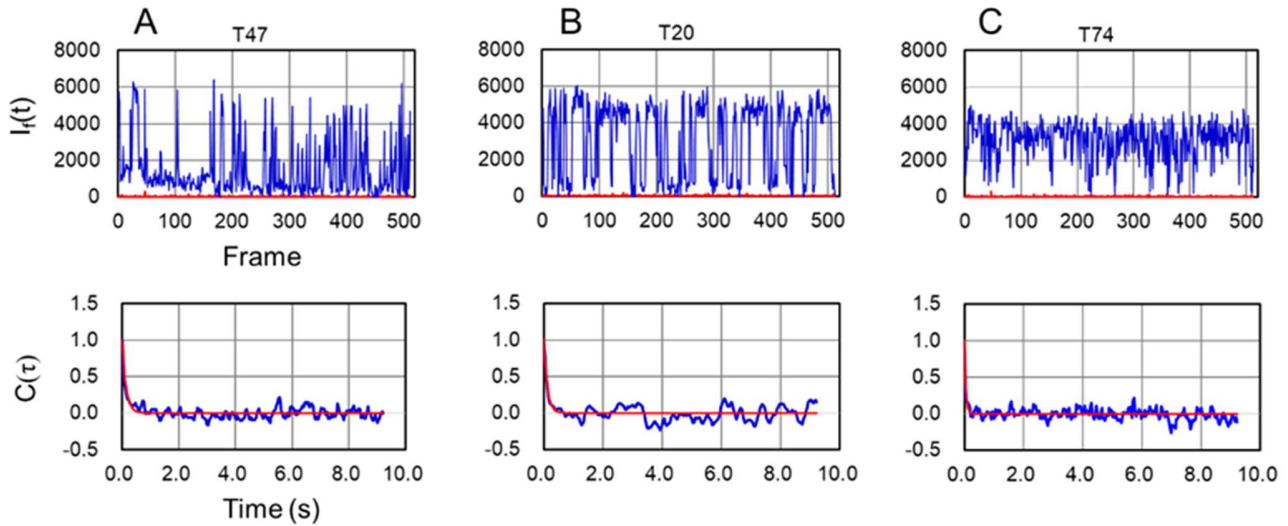 A B C
T47 T20 T74
I_f(t)
8000 8000 8000
6000 6000 6000
4000 4000 4000
2000 2000 2000
0 0 0
0 100 200 300 400 500 0 100 200 300 400 500 0 100 200 300 400 500
Frame
C(τ)
1.5 1.5 1.5
1.0 1.0 1.0
0.5 0.5 0.5
0.0 0.0 0.0
-0.5 -0.5 -0.5
0.0 2.0 4.0 6.0 8.0 10.0 0.0 2.0 4.0 6.0 8.0 10.0 0.0 2.0 4.0 6.0 8.0 10.0
Time (s)